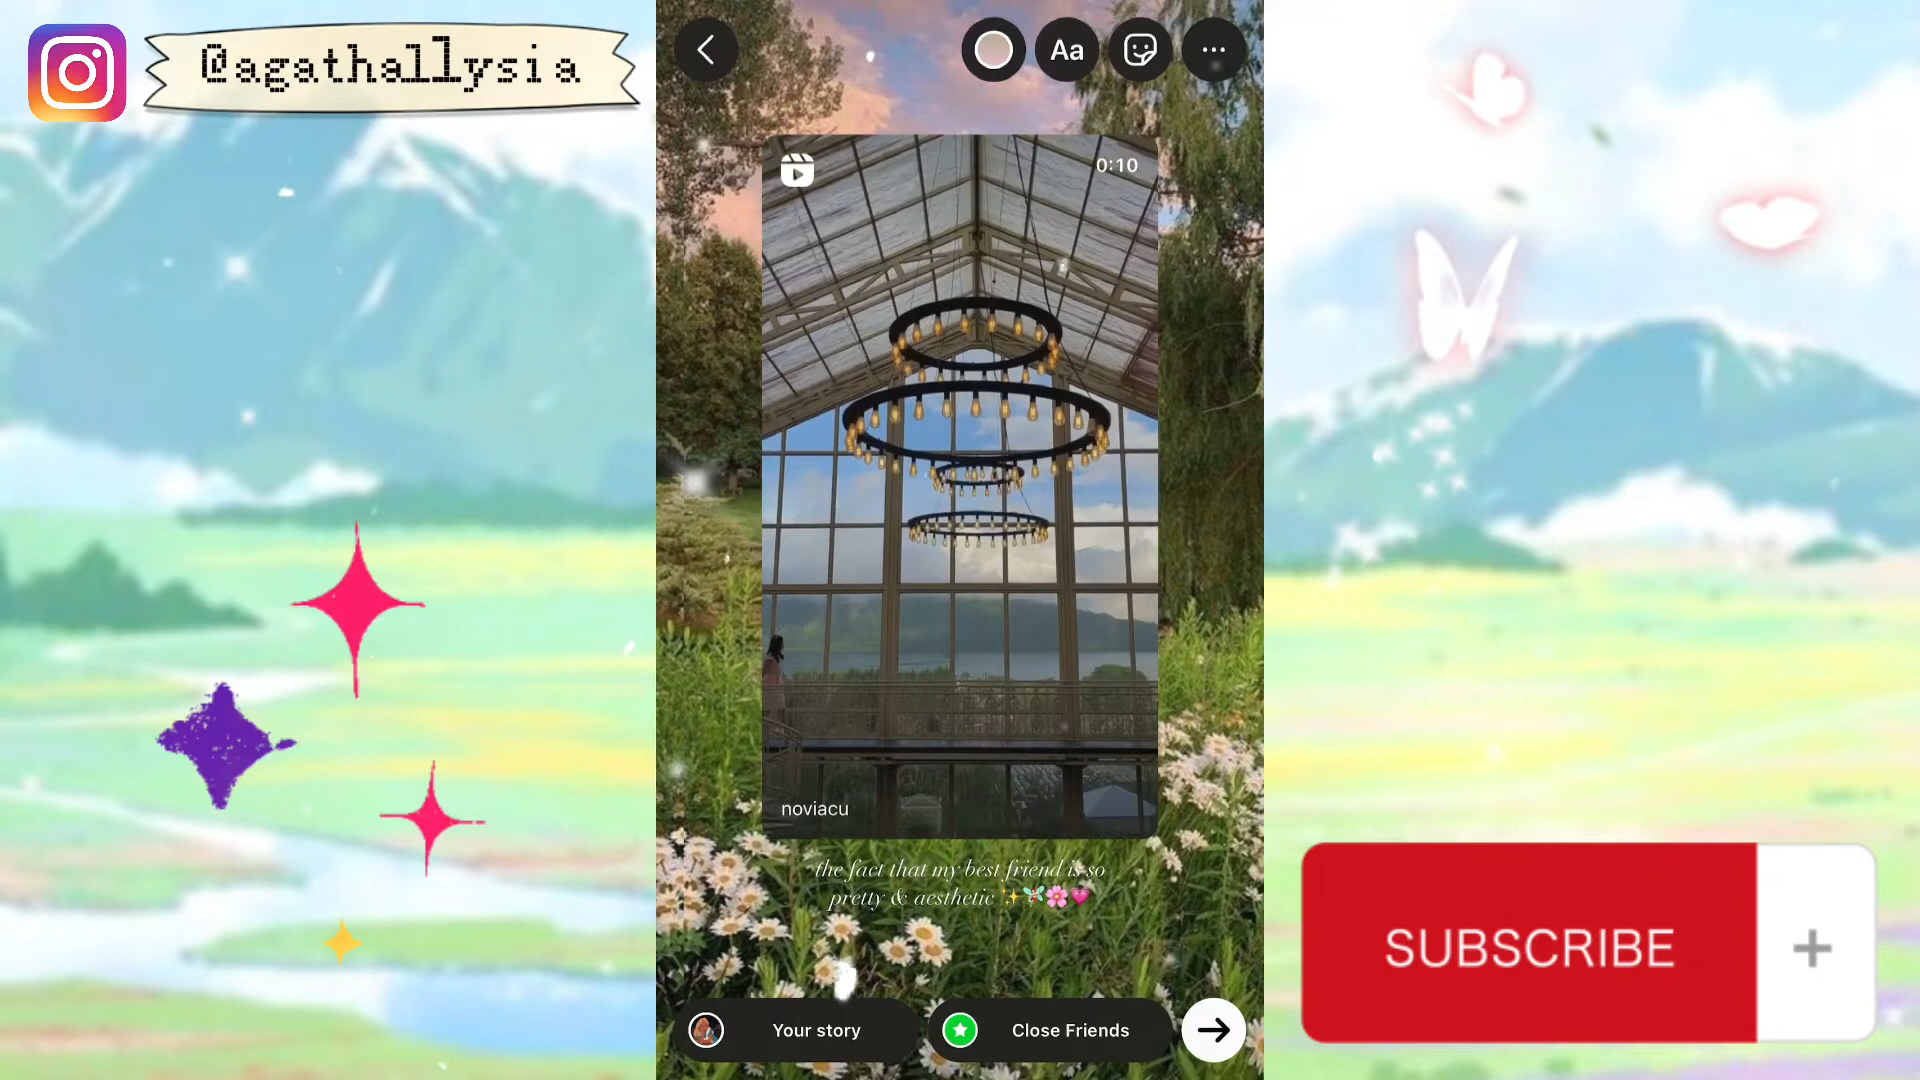 @agathallysia
Aa
0:10
noviacu
the fact that my best friend is so
pretty & aesthetic ✨🧚🌸💗
Your story
Close Friends
SUBSCRIBE +